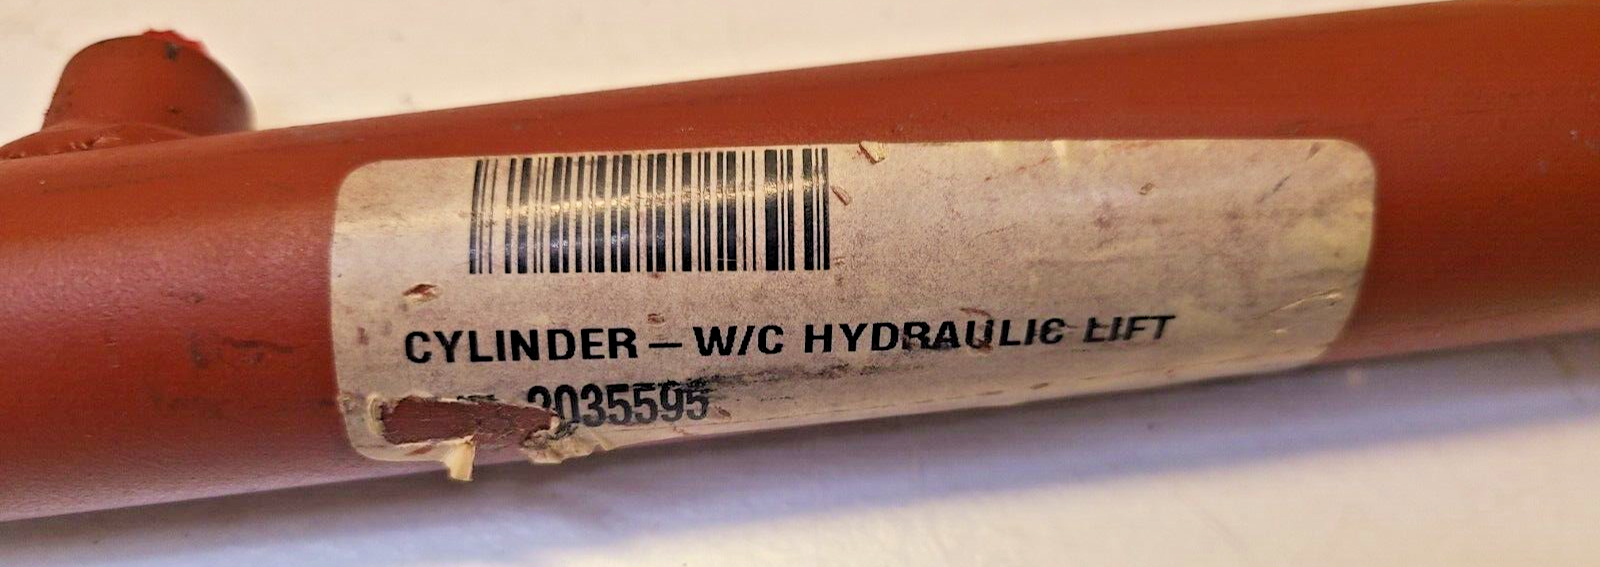 CYLINDER – W/C HYDRAULIC LIFT
2035595